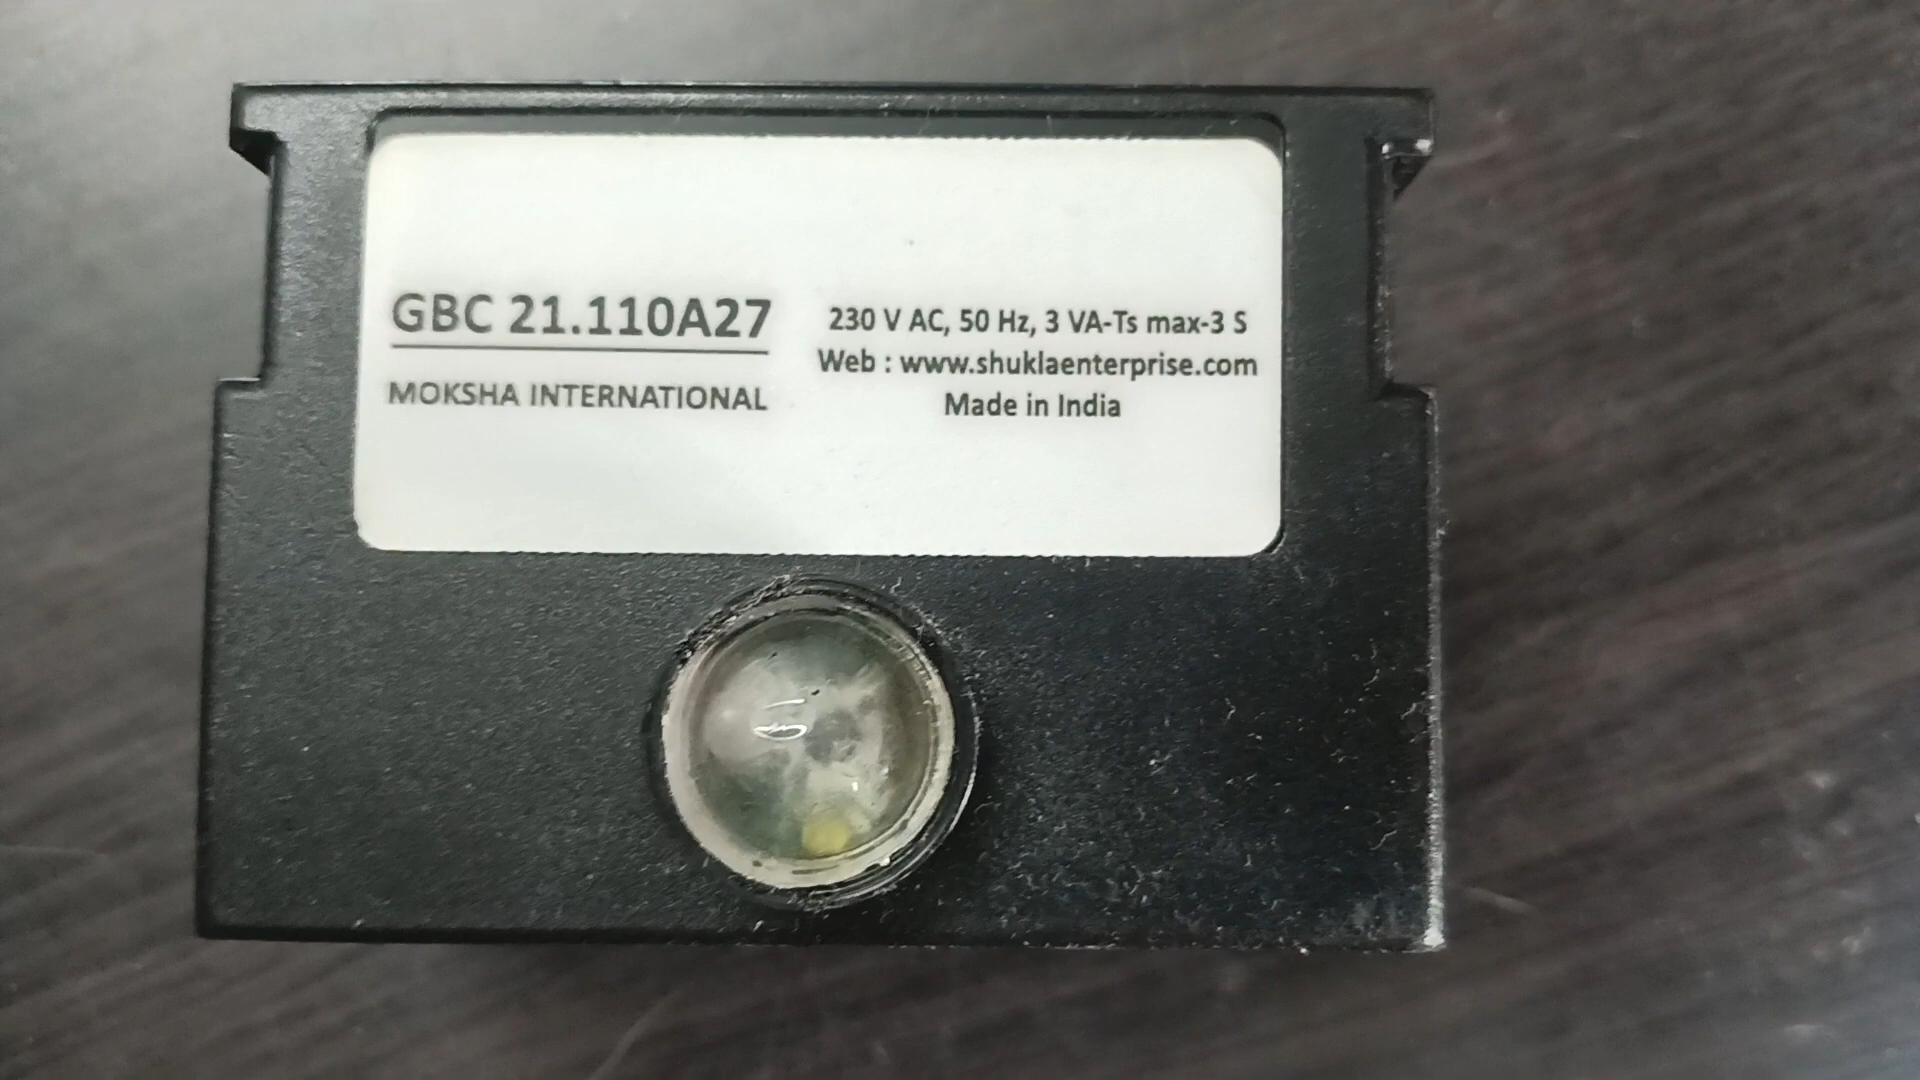 GBC 21.110A27
MOKSHA INTERNATIONAL
230 V AC, 50 Hz, 3 VA-Ts max-3 S
Web : www.shuklaenterprise.com
Made in India